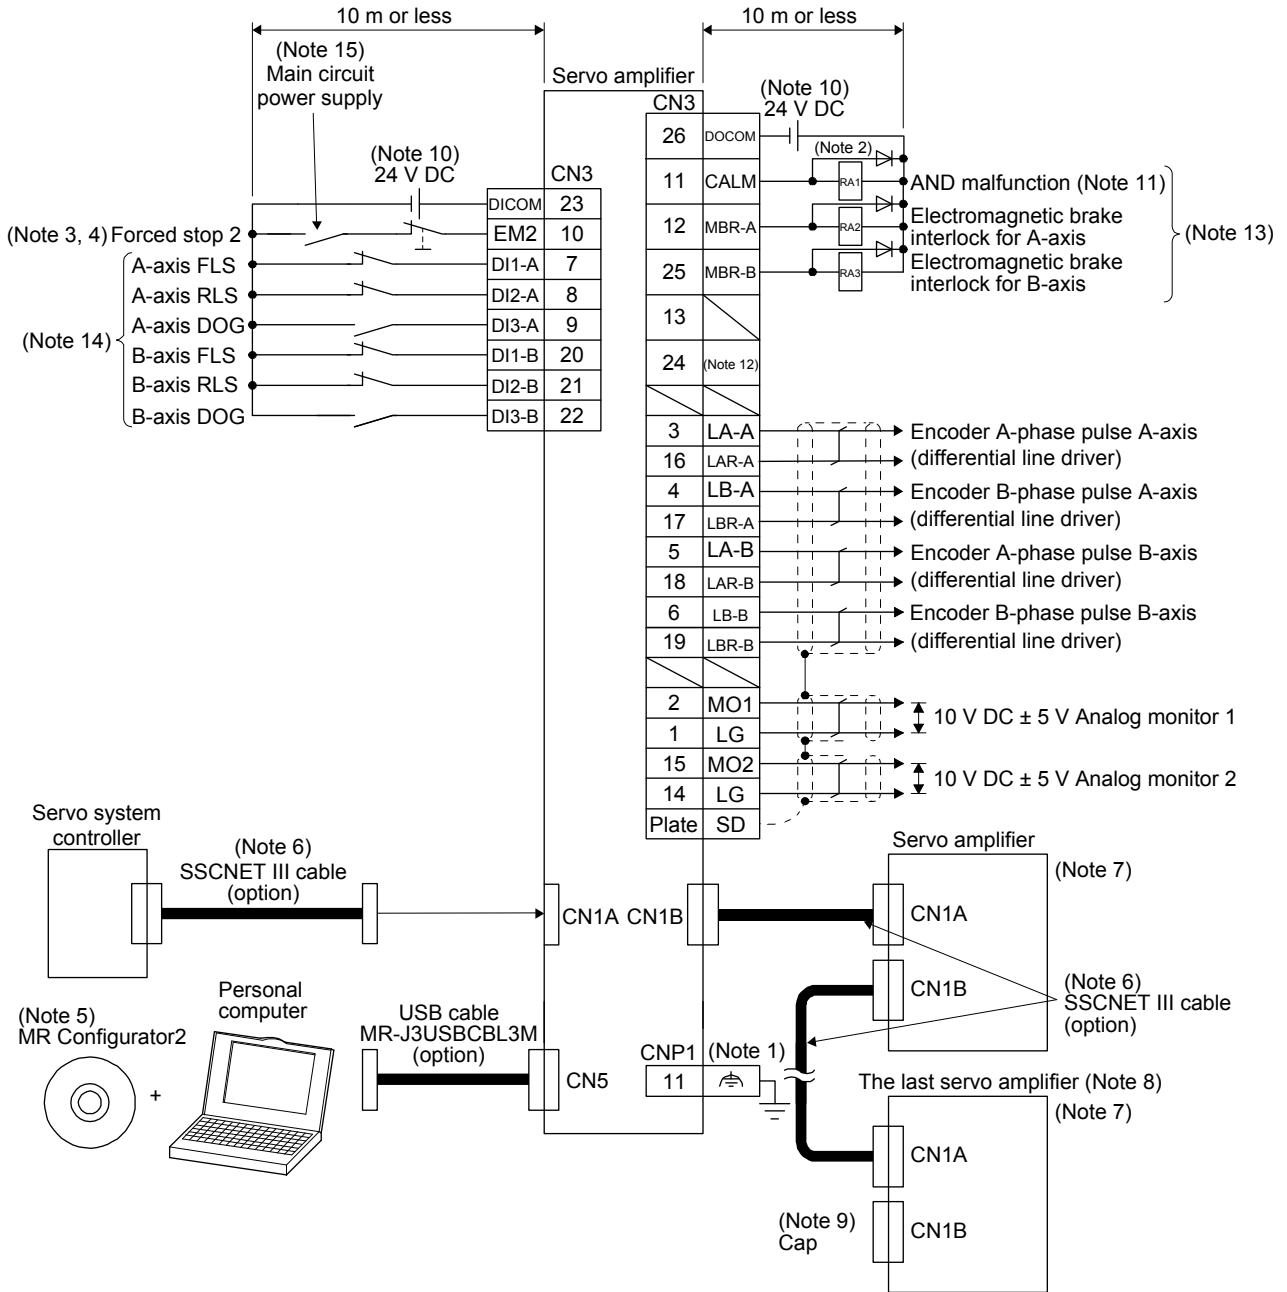 10 m or less
10 m or less
(Note 15)
Main circuit
power supply
Servo amplifier
(Note 10)
24 V DC
CN3
(Note 10)
24 V DC
CN3
DICOM 23
(Note 3, 4) Forced stop 2 EM2 10
A-axis FLS DI1-A 7
A-axis RLS DI2-A 8
A-axis DOG DI3-A 9
(Note 14)
B-axis FLS DI1-B 20
B-axis RLS DI2-B 21
B-axis DOG DI3-B 22
26 DOCOM
(Note 2)
11 CALM RA1 AND malfunction (Note 11)
12 MBR-A RA2 Electromagnetic brake
interlock for A-axis
(Note 13)
25 MBR-B RA3 Electromagnetic brake
interlock for B-axis
13
24 (Note 12)
3 LA-A Encoder A-phase pulse A-axis
16 LAR-A (differential line driver)
4 LB-A Encoder B-phase pulse A-axis
17 LBR-A (differential line driver)
5 LA-B Encoder A-phase pulse B-axis
18 LAR-B (differential line driver)
6 LB-B Encoder B-phase pulse B-axis
19 LBR-B (differential line driver)
2 MO1
10 V DC ± 5 V Analog monitor 1
1 LG
15 MO2
10 V DC ± 5 V Analog monitor 2
14 LG
Plate SD
Servo system
controller
(Note 6)
SSCNET III cable
(option)
CN1A CN1B
Servo amplifier
(Note 7)
CN1A
CN1B
(Note 6)
SSCNET III cable
(option)
(Note 5)
MR Configurator2
+
Personal
computer
USB cable
MR-J3USBCBL3M
(option)
CN5
CNP1 (Note 1)
11
The last servo amplifier (Note 8)
(Note 7)
CN1A
(Note 9)
Cap
CN1B